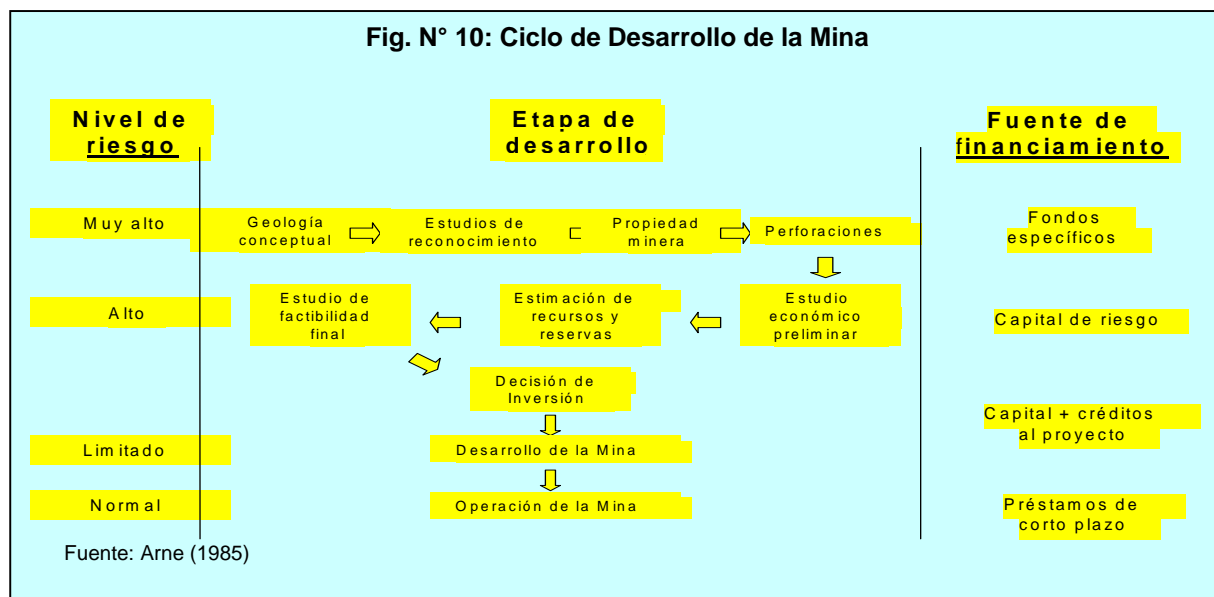 Fig. N° 10: Ciclo de Desarrollo de la Mina
Nivel de
riesgo
Etapa de
desarrollo
Fuente de
financiamiento
Muy alto
Geología
conceptual
Estudios de
reconocimiento
Propiedad
minera
Perforaciones
Fondos
específicos
Alto
Estudio de
factibilidad
final
Estimación de
recursos y
reservas
Estudio
económico
preliminar
Capital de riesgo
Decisión de
Inversión
Capital + créditos
al proyecto
Limitado
Desarrollo de la Mina
Normal
Operación de la Mina
Préstamos de
corto plazo
Fuente: Arne (1985)